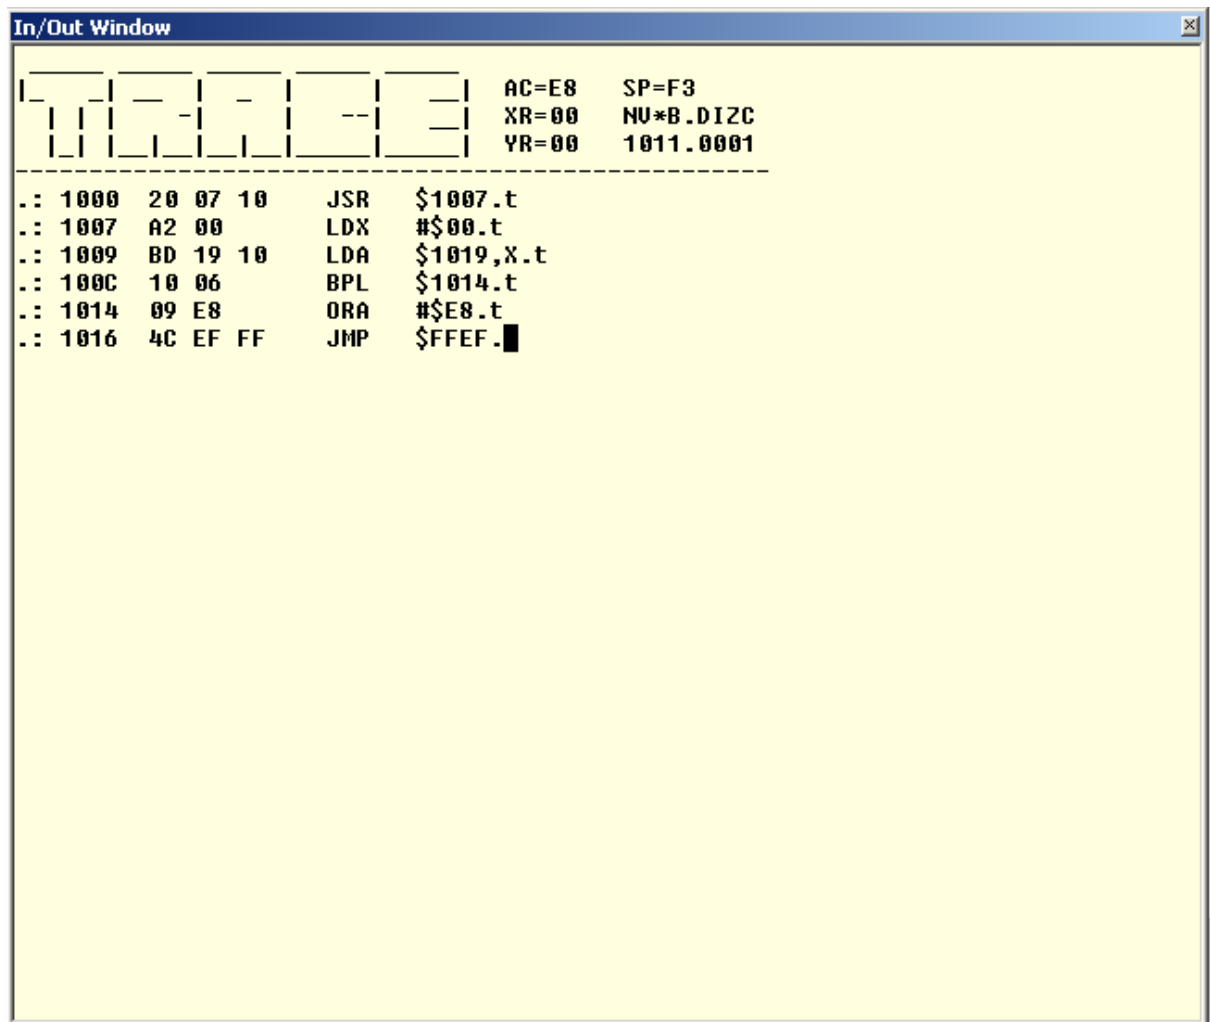 In/Out Window
TRACE
AC=E8 SP=F3
XR=00 NV*B.DIZC
YR=00 1011.0001
----------------------------------------------------
.: 1000 20 07 10 JSR $1007.t
.: 1007 A2 00 LDX #$00.t
.: 1009 BD 19 10 LDA $1019,X.t
.: 100C 10 06 BPL $1014.t
.: 1014 09 E8 ORA #$E8.t
.: 1016 4C EF FF JMP $FFEF.